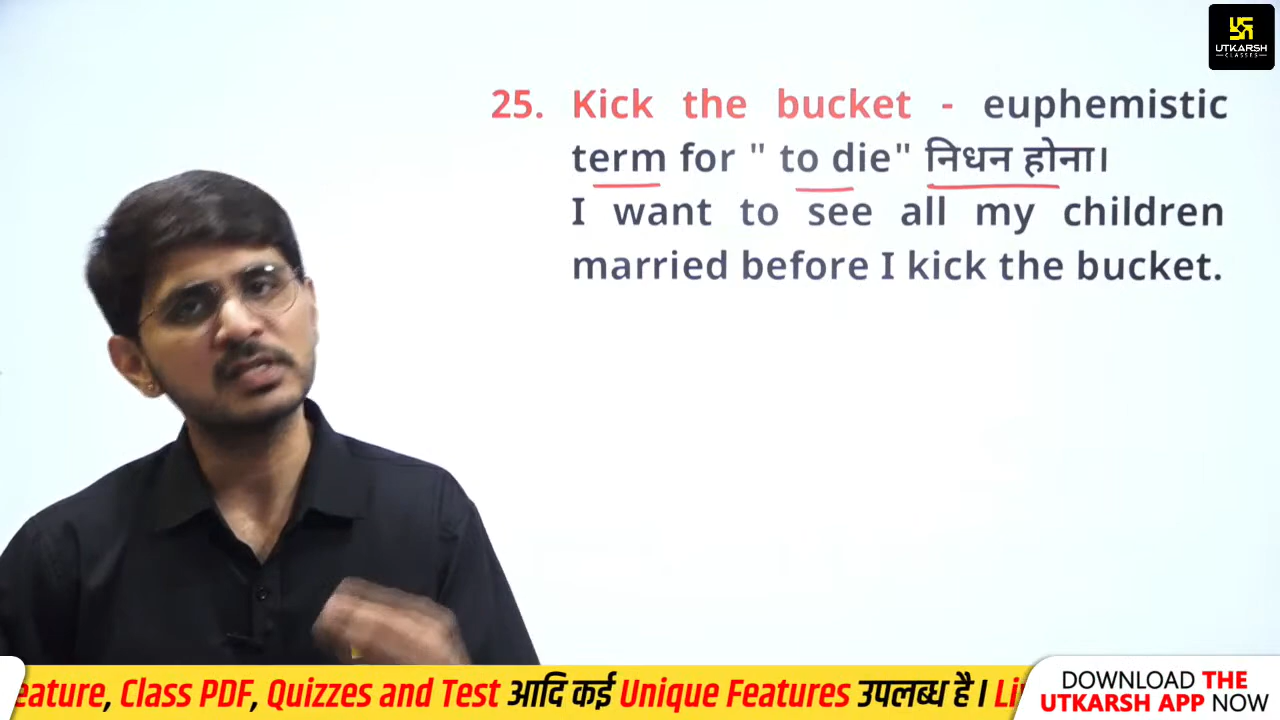 UTKARSH
CLASSES
25. Kick the bucket - euphemistic
term for " to die" निधन होना।
I want to see all my children
married before I kick the bucket.
eature, Class PDF, Quizzes and Test आदि कई Unique Features उपलब्ध है। Li
DOWNLOAD THE
UTKARSH APP NOW